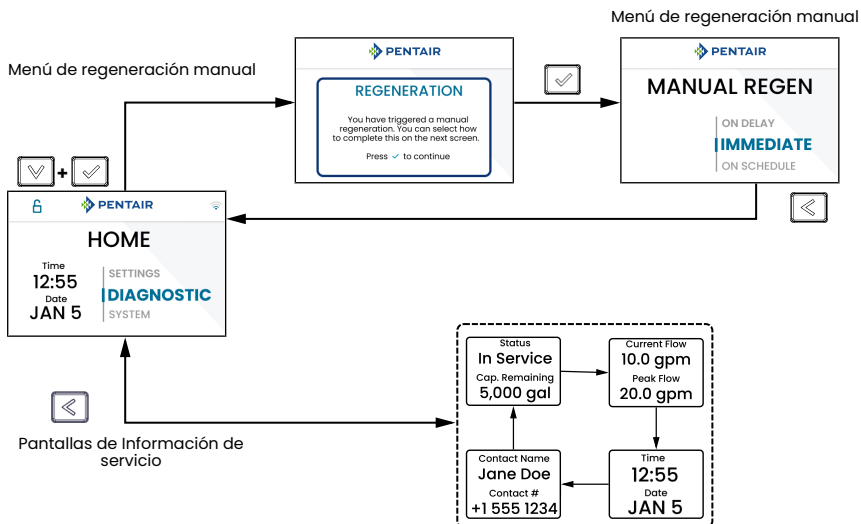 Menú de regeneración manual
Menú de regeneración manual
PENTAIR
REGENERATION
You have triggered a manual
regeneration. You can select how
to complete this on the next screen.
Press ✓ to continue
PENTAIR
MANUAL REGEN
ON DELAY
IMMEDIATE
ON SCHEDULE
+
PENTAIR
HOME
Time
12:55
Date
JAN 5
SETTINGS
DIAGNOSTIC
SYSTEM
Pantallas de Información de
servicio
Status
In Service
Cap. Remaining
5,000 gal
Current Flow
10.0 gpm
Peak Flow
20.0 gpm
Contact Name
Jane Doe
Contact #
+1 555 1234
Time
12:55
Date
JAN 5